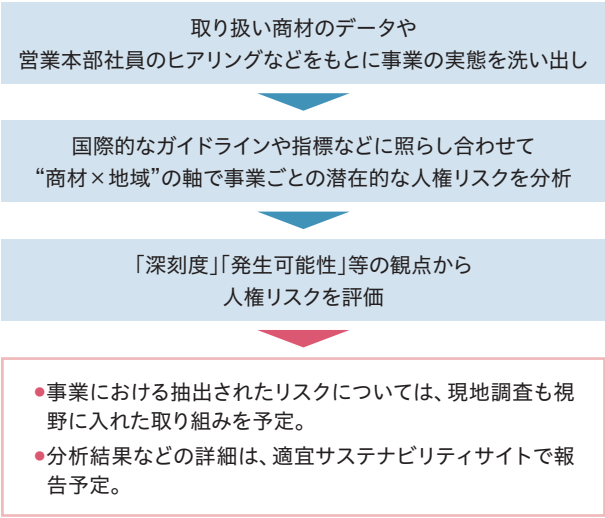 取り扱い商材のデータや
営業本部社員のヒアリングなどをもとに事業の実態を洗い出し
国際的なガイドラインや指標などに照らし合わせて
“商材×地域”の軸で事業ごとの潜在的な人権リスクを分析
「深刻度」「発生可能性」等の観点から
人権リスクを評価
●事業における抽出されたリスクについては、現地調査も視
野に入れた取り組みを予定。
●分析結果などの詳細は、適宜サステナビリティサイトで報
告予定。